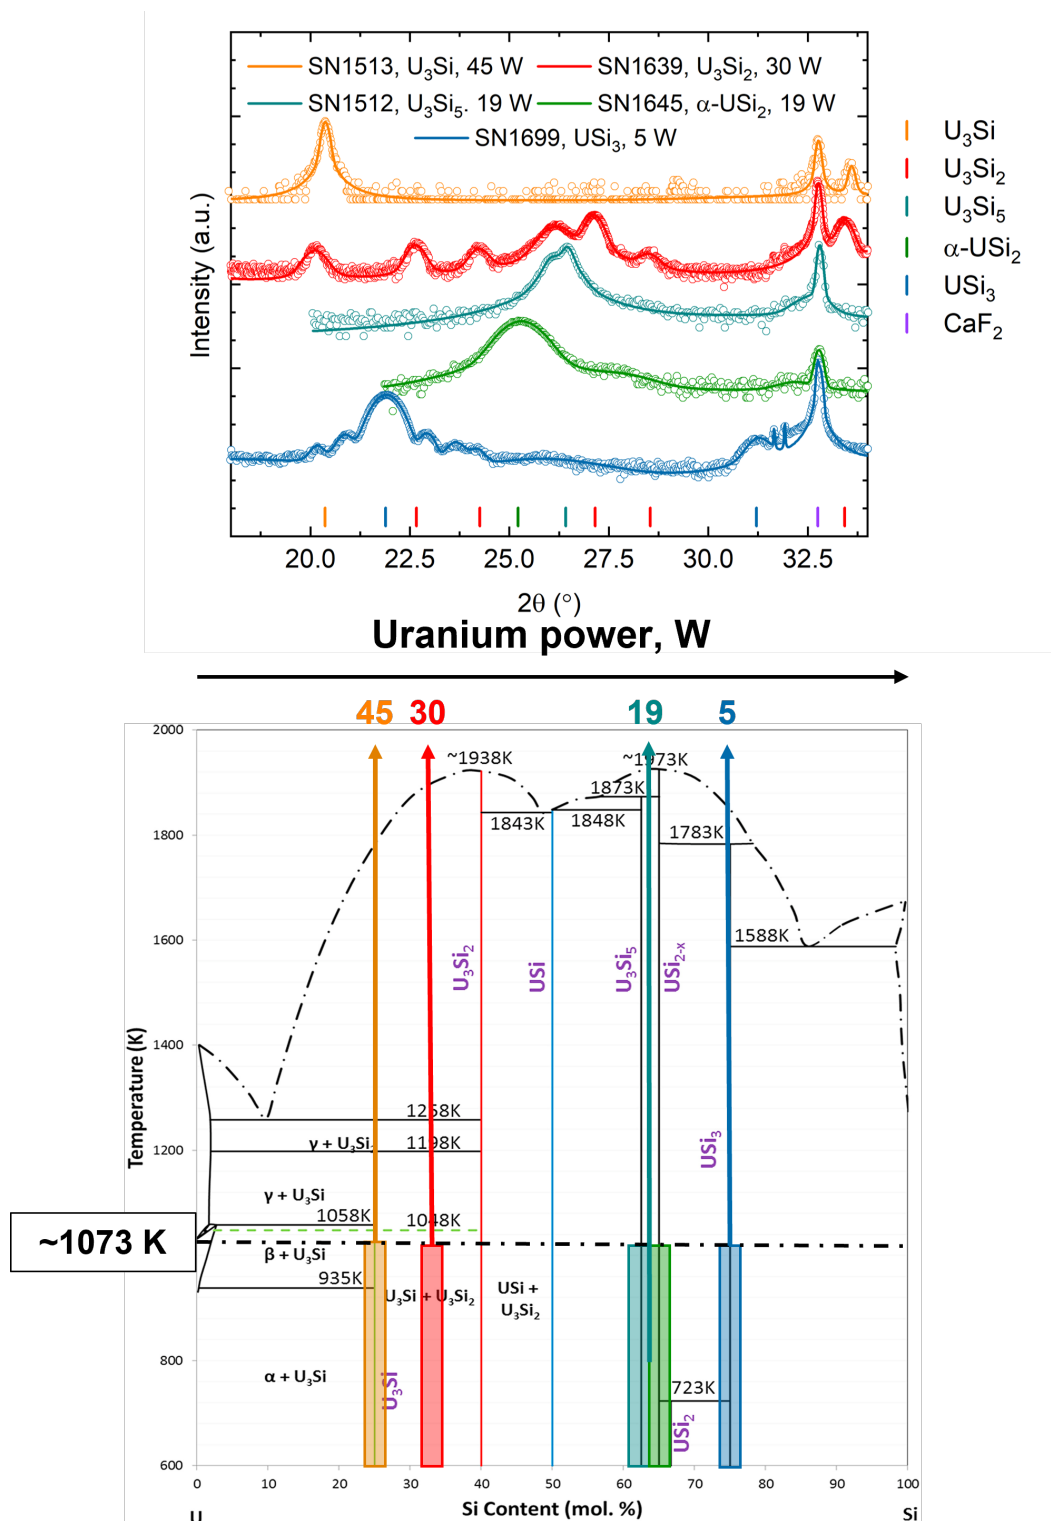 SN1513, U₃Si, 45 W
SN1639, U₃Si₂, 30 W
SN1512, U₃Si₅. 19 W
SN1645, α-USi₂, 19 W
SN1699, USi₃, 5 W
U₃Si
U₃Si₂
U₃Si₅
α-USi₂
USi₃
CaF₂
Intensity (a.u.)
20.0 22.5 25.0 27.5 30.0 32.5
2θ (°)
Uranium power, W
45 30 19 5
2000
~1938K
~1973K
1873K
1843K
1848K
1800
1783K
1600
1588K
U₃Si₂
USi
U₃Si₅
USi₂₋ₓ
1400
Temperature (K)
1258K
1200
γ + U₃Si
1198K
USi₃
γ + U₃Si
1058K
1048K
~1073 K
β + U₃Si
935K
U₃Si + U₃Si₂
USi +
U₃Si₂
800
α + U₃Si
U₃Si
723K
USi₂
600
0 10 20 30 40 50 60 70 80 90 100
U
Si Content (mol. %)
Si